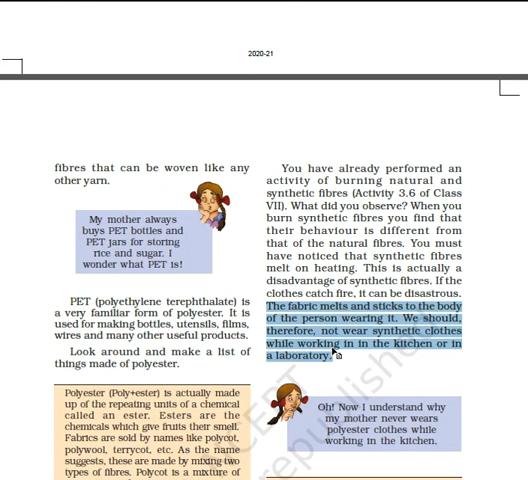 2020-21
fibres that can be woven like any
other yarn.
My mother always
buys PET bottles and
PET jars for storing
rice and sugar. I
wonder what PET is!
PET (polyethylene terephthalate) is
a very familiar form of polyester. It is
used for making bottles, utensils, films,
wires and many other useful products.
Look around and make a list of
things made of polyester.
Polyester (Poly+ester) is actually made
up of the repeating units of a chemical
called an ester. Esters are the
chemicals which give fruits their smell.
Fabrics are sold by names like polycot,
polywool, terrycot, etc. As the name
suggests, these are made by mixing two
types of fibres. Polycot is a mixture of
You have already performed an
activity of burning natural and
synthetic fibres (Activity 3.6 of Class
VII). What did you observe? When you
burn synthetic fibres you find that
their behaviour is different from
that of the natural fibres. You must
have noticed that synthetic fibres
melt on heating. This is actually a
disadvantage of synthetic fibres. If the
clothes catch fire, it can be disastrous.
The fabric melts and sticks to the body
of the person wearing it. We should,
therefore, not wear synthetic clothes
while working in in the kitchen or in
a laboratory.
Oh! Now I understand why
my mother never wears
polyester clothes while
working in the kitchen.
NCERT
republished